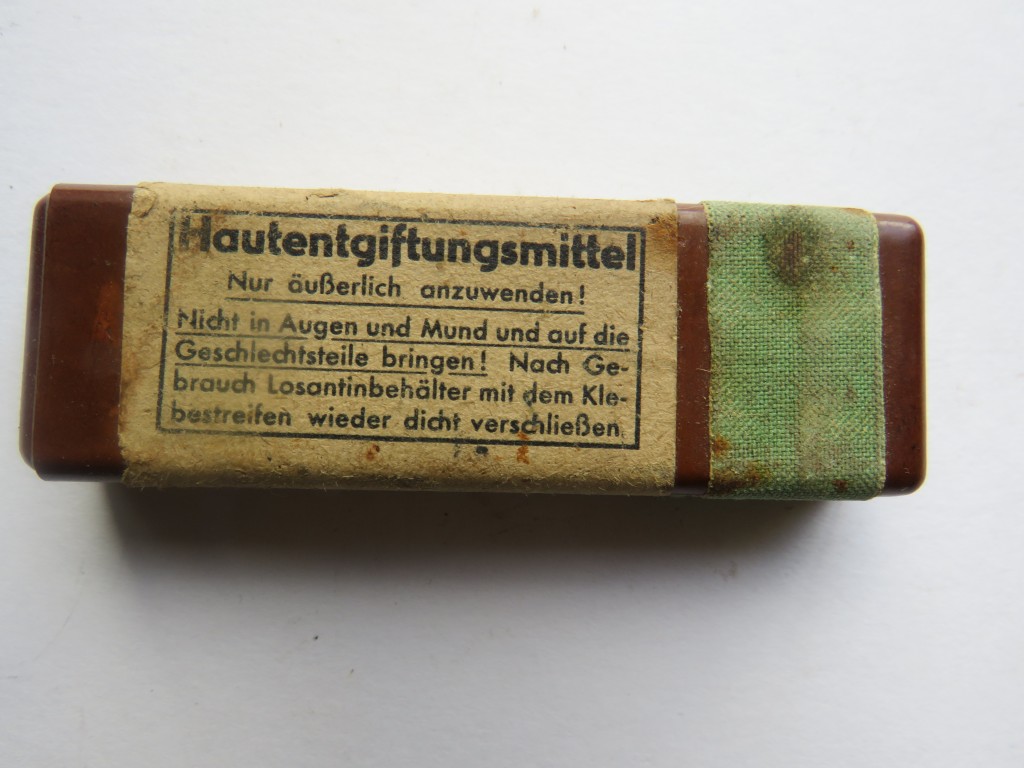 Hautentgiftungsmittel
Nur äußerlich anzuwenden!
Nicht in Augen und Mund und auf die
Geschlechtsteile bringen! Nach Ge-
brauch Losantinbehälter mit dem Kle-
bestreifen wieder dicht verschließen.